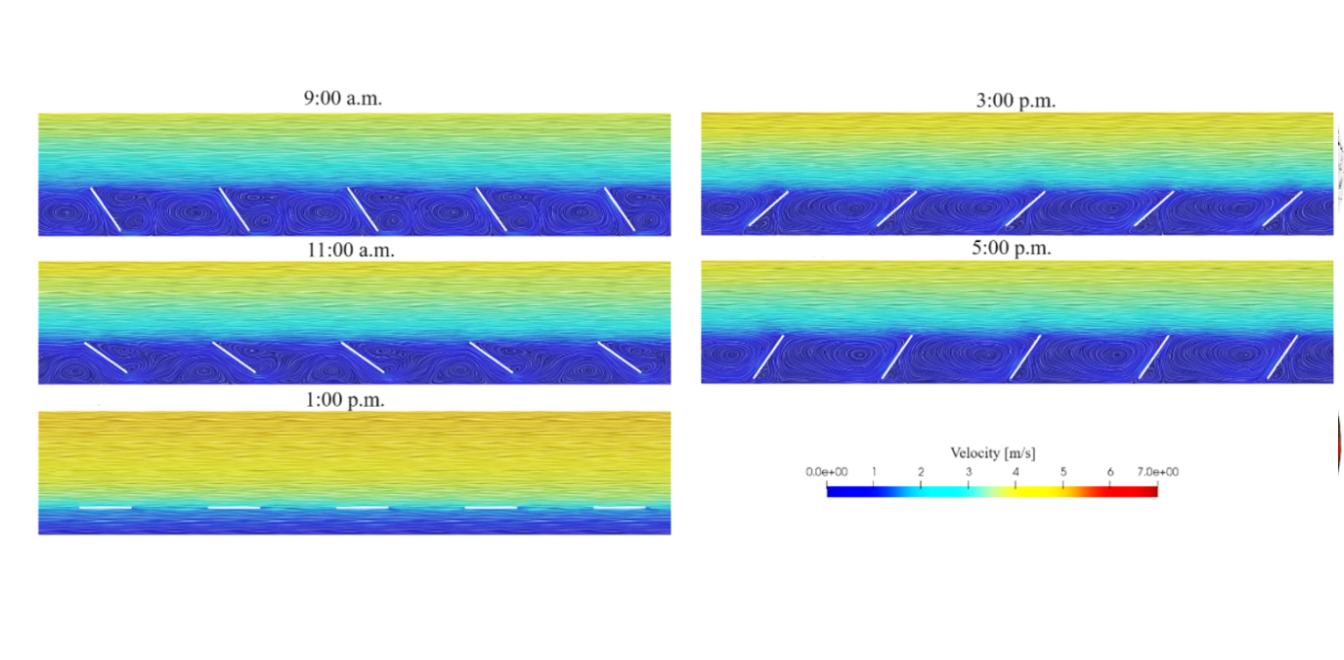 9:00 a.m.
3:00 p.m.
11:00 a.m.
5:00 p.m.
1:00 p.m.
Velocity [m/s]
0.0e+00 1 2 3 4 5 6 7.0e+00